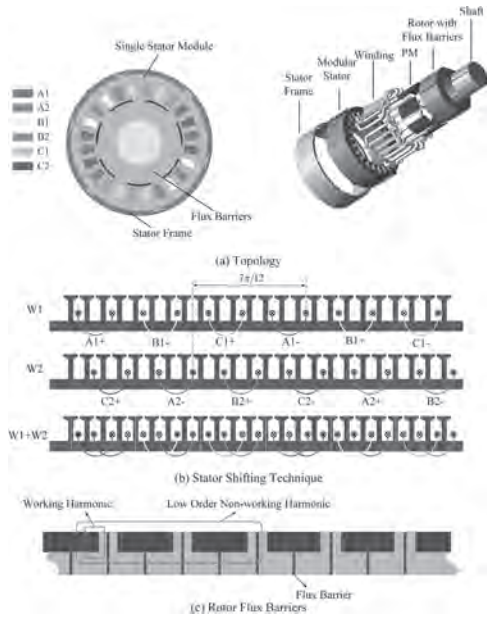 Single Stator Module
A1
A2
B1
B2
C1
C2
Flux Barriers
Stator Frame
Shaft
Rotor with
Flux Barriers
PM
Winding
Modular
Stator
Stator
Frame
(a) Topology
7π/12
W1
A1+ B1+ C1+ A1- B1+ C1-
W2
C2+ A2- B2+ C2- A2+ B2-
W1+W2
(b) Stator Shifting Technique
Working Harmonic
Low Order Non-working Harmonic
Flux Barrier
(c) Rotor Flux Barriers